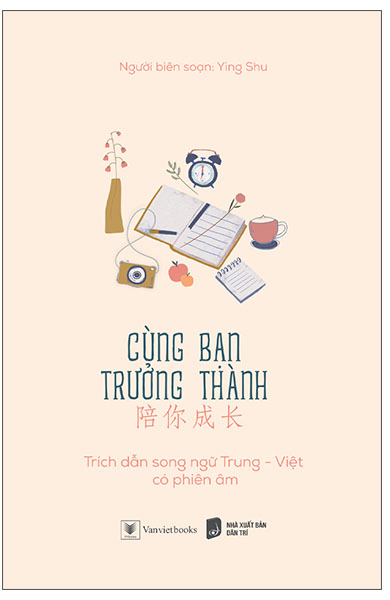 Người biên soạn: Ying Shu
CÙNG BẠN
TRƯỞNG THÀNH
陪你成长
Trích dẫn song ngữ Trung - Việt
có phiên âm
Vanvietbooks
NHÀ XUẤT BẢN
DÂN TRÍ